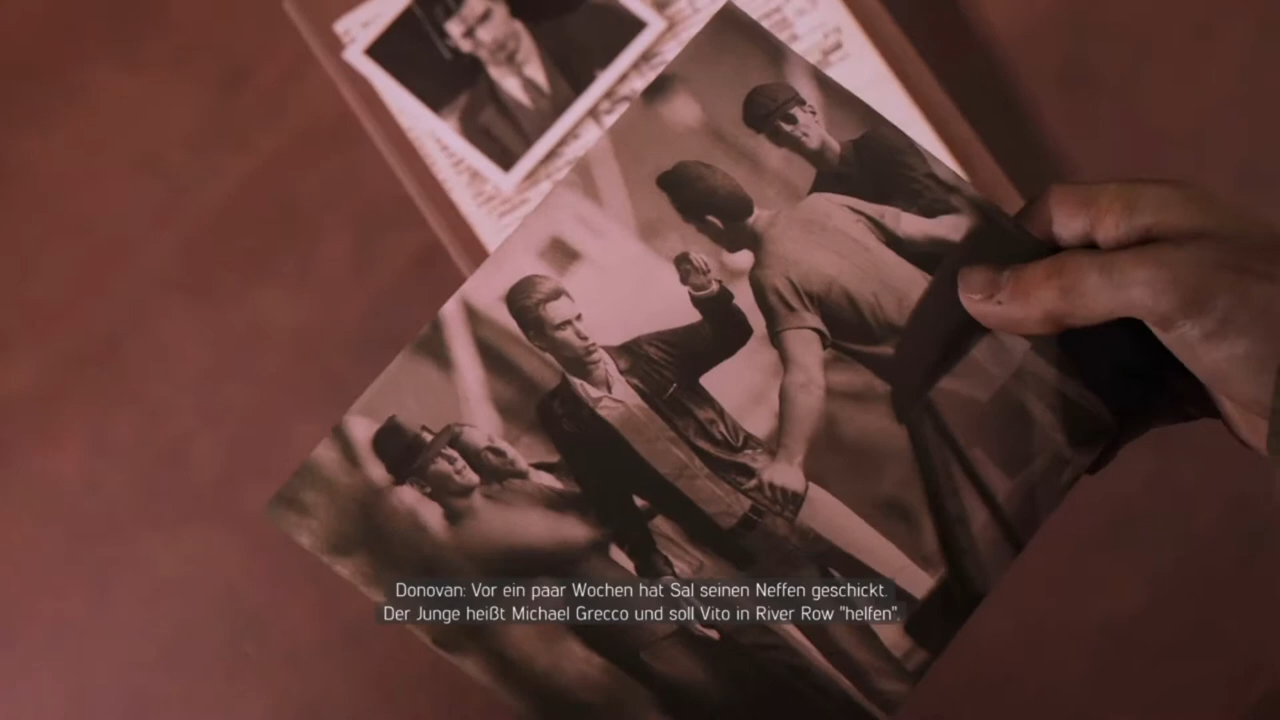 Donovan: Vor ein paar Wochen hat Sal seinen Neffen geschickt.
Der Junge heißt Michael Grecco und soll Vito in River Row "helfen".